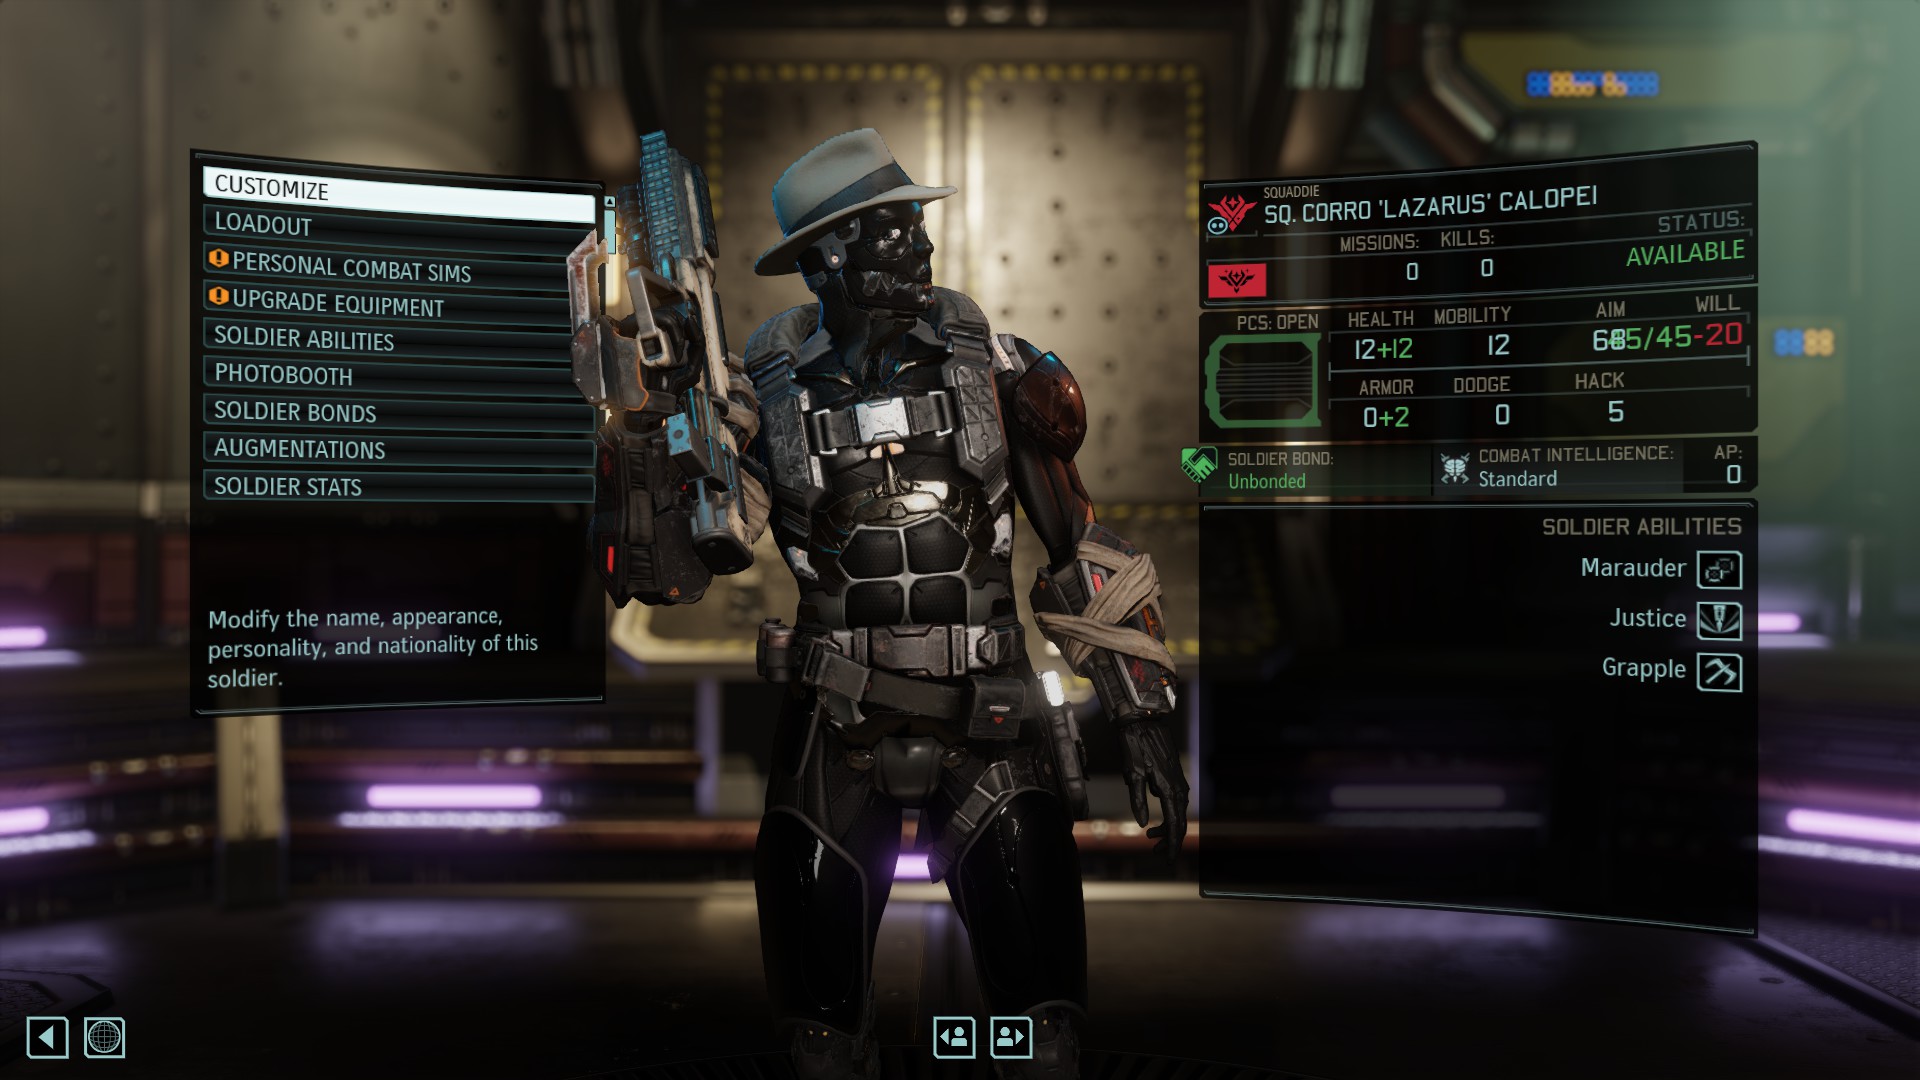 CUSTOMIZE
LOADOUT
PERSONAL COMBAT SIMS
UPGRADE EQUIPMENT
SOLDIER ABILITIES
PHOTOBOOTH
SOLDIER BONDS
AUGMENTATIONS
SOLDIER STATS
Modify the name, appearance,
personality, and nationality of this
soldier.
SQUADDIE
SQ. CORRO 'LAZARUS' CALOPEI
MISSIONS: KILLS: STATUS:
0 0 AVAILABLE
PCS: OPEN HEALTH MOBILITY AIM WILL
12+12 12 68 45/45-20
ARMOR DODGE HACK
0+2 0 5
SOLDIER BOND: COMBAT INTELLIGENCE: AP:
Unbonded Standard 0
SOLDIER ABILITIES
Marauder
Justice
Grapple